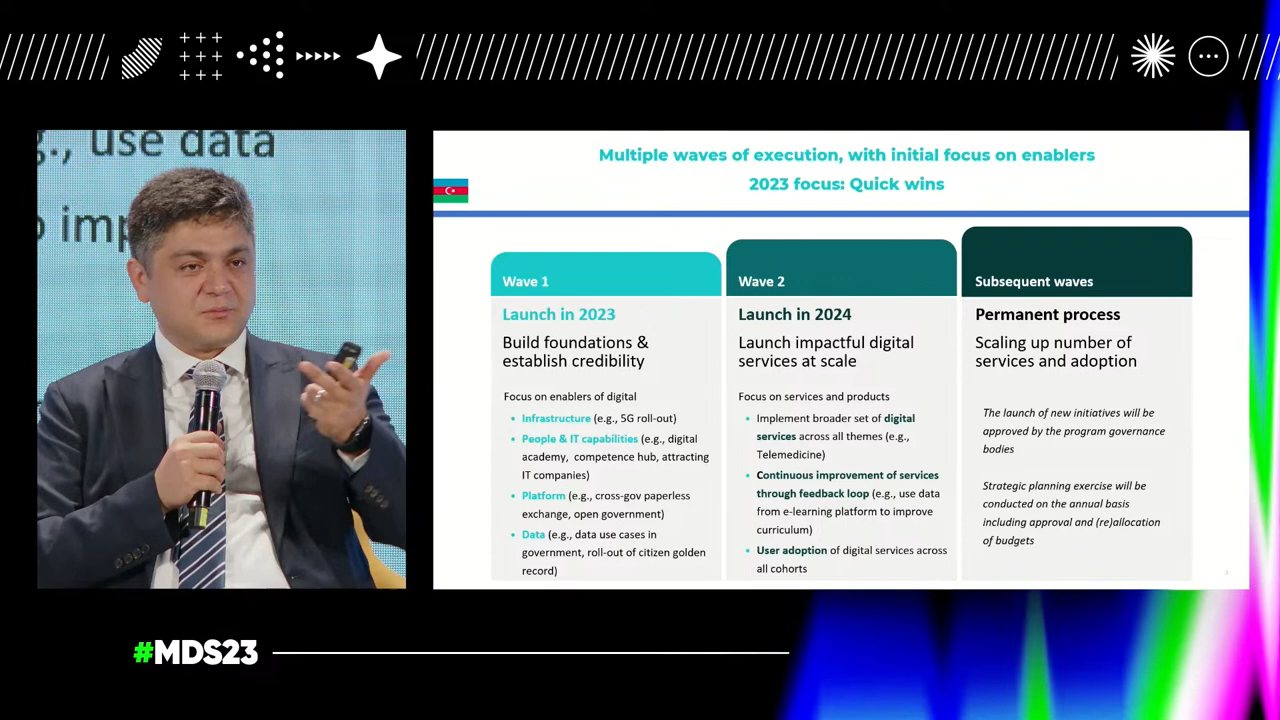 g., use data
o imp
Multiple waves of execution, with initial focus on enablers
2023 focus: Quick wins
Wave 1
Launch in 2023
Build foundations &
establish credibility
Focus on enablers of digital
• Infrastructure (e.g., 5G roll-out)
• People & IT capabilities (e.g., digital
academy, competence hub, attracting
IT companies)
• Platform (e.g., cross-gov paperless
exchange, open government)
• Data (e.g., data use cases in
government, roll-out of citizen golden
record)
Wave 2
Launch in 2024
Launch impactful digital
services at scale
Focus on services and products
• Implement broader set of digital
services across all themes (e.g.,
Telemedicine)
• Continuous improvement of services
through feedback loop (e.g., use data
from e-learning platform to improve
curriculum)
• User adoption of digital services across
all cohorts
Subsequent waves
Permanent process
Scaling up number of
services and adoption
The launch of new initiatives will be
approved by the program governance
bodies
Strategic planning exercise will be
conducted on the annual basis
including approval and (re)allocation
of budgets
#MDS23